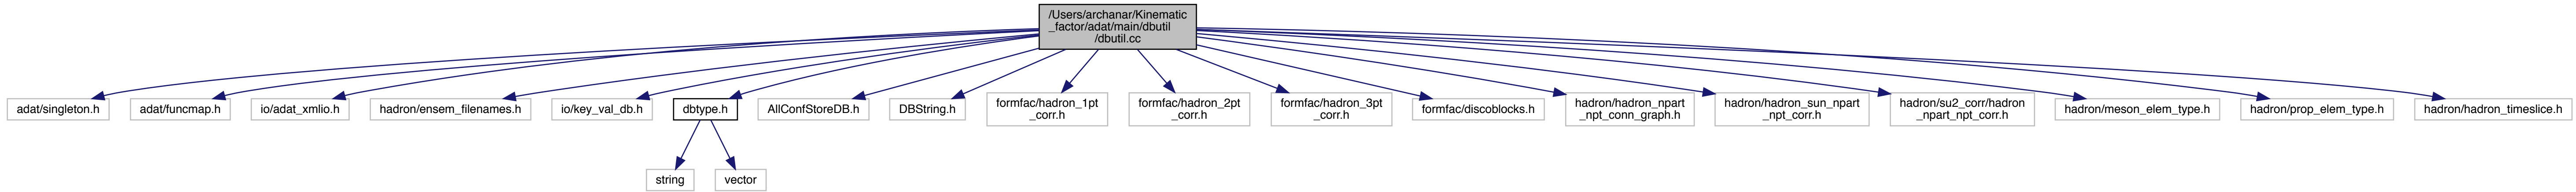 /Users/archanar/Kinematic
_factor/adat/main/dbutil
/dbutil.cc
adat/singleton.h
adat/funcmap.h
io/adat_xmlio.h
hadron/ensem_filenames.h
io/key_val_db.h
dbtype.h
AllConfStoreDB.h
DBString.h
formfac/hadron_1pt
_corr.h
formfac/hadron_2pt
_corr.h
formfac/hadron_3pt
_corr.h
formfac/discoblocks.h
hadron/hadron_npart
_npt_conn_graph.h
hadron/hadron_sun_npart
_npt_corr.h
hadron/su2_corr/hadron
_npart_npt_corr.h
hadron/meson_elem_type.h
hadron/prop_elem_type.h
hadron/hadron_timeslice.h
string
vector